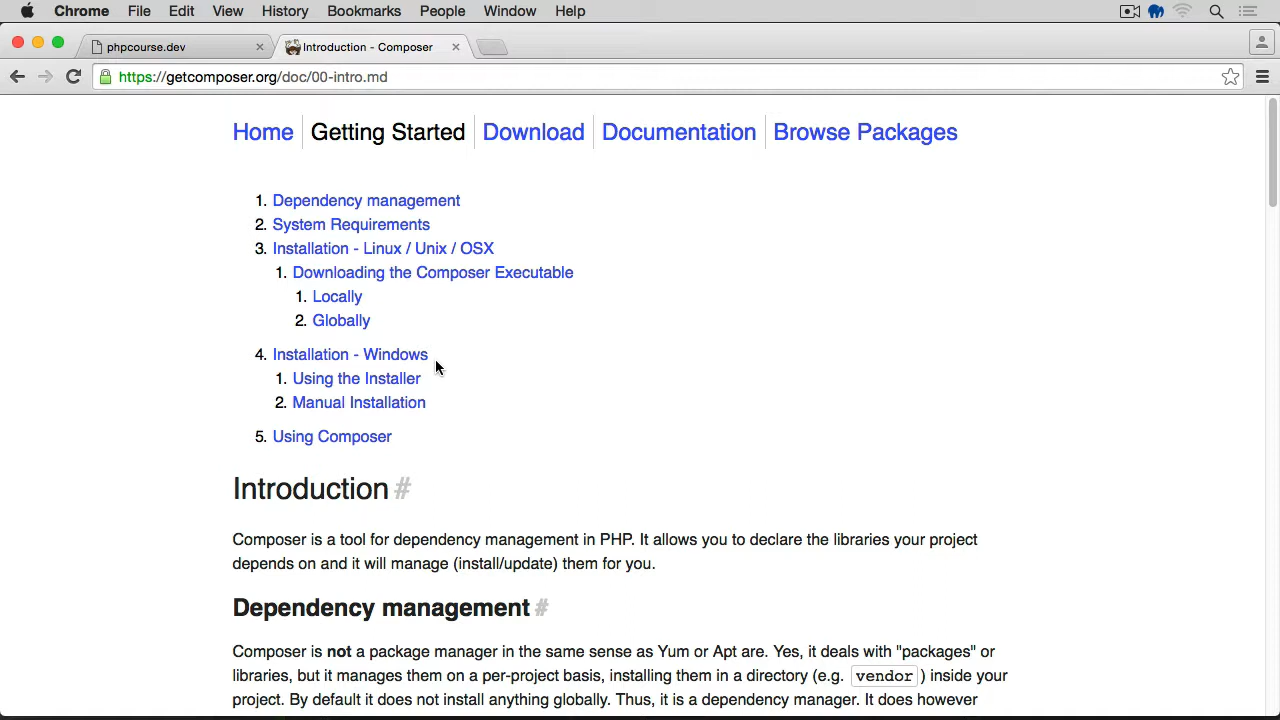 Chrome File Edit View History Bookmarks People Window Help
phpcourse.dev
Introduction - Composer
https://getcomposer.org/doc/00-intro.md
Home Getting Started Download Documentation Browse Packages
1. Dependency management
2. System Requirements
3. Installation - Linux / Unix / OSX
1. Downloading the Composer Executable
1. Locally
2. Globally
4. Installation - Windows
1. Using the Installer
2. Manual Installation
5. Using Composer
Introduction #
Composer is a tool for dependency management in PHP. It allows you to declare the libraries your project
depends on and it will manage (install/update) them for you.
Dependency management #
Composer is not a package manager in the same sense as Yum or Apt are. Yes, it deals with "packages" or
libraries, but it manages them on a per-project basis, installing them in a directory (e.g. vendor ) inside your
project. By default it does not install anything globally. Thus, it is a dependency manager. It does however